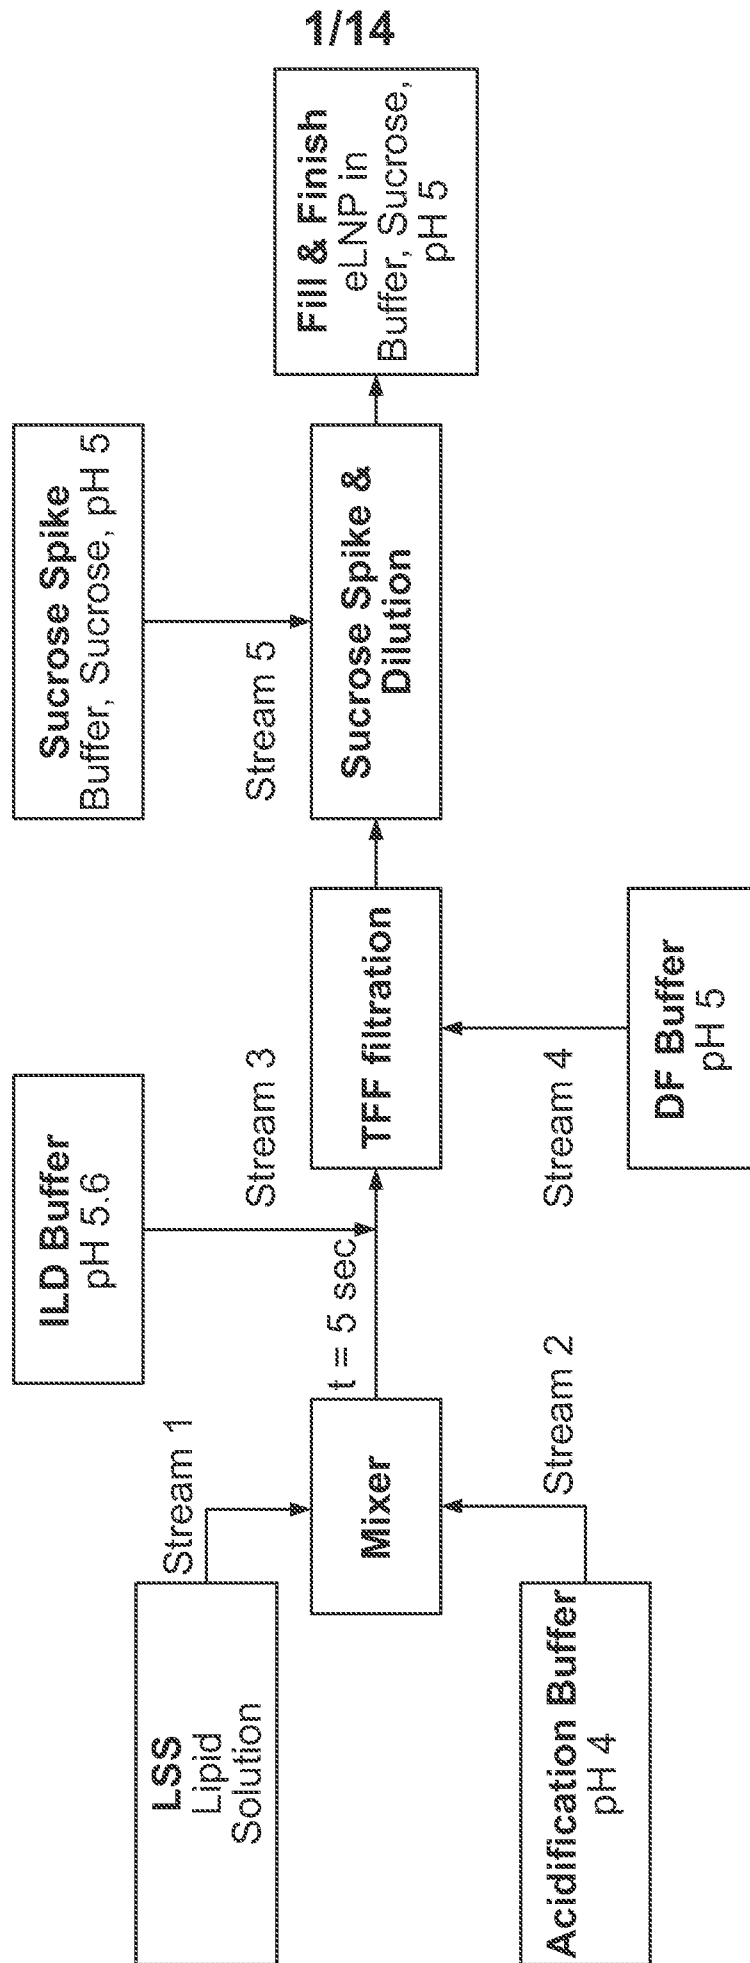 1/14
LSS
Lipid
Solution
Stream 1
Acidification Buffer
pH 4
Stream 2
Mixer
t = 5 sec
ILD Buffer
pH 5.6
Stream 3
TFF filtration
DF Buffer
pH 5
Stream 4
Sucrose Spike
Buffer, Sucrose, pH 5
Stream 5
Sucrose Spike &
Dilution
Fill & Finish
eLNP in
Buffer, Sucrose,
pH 5